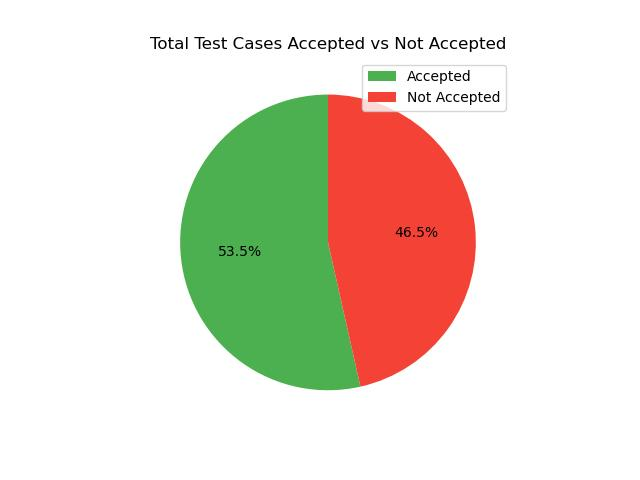 Total Test Cases Accepted vs Not Accepted
Accepted
Not Accepted
46.5%
53.5%